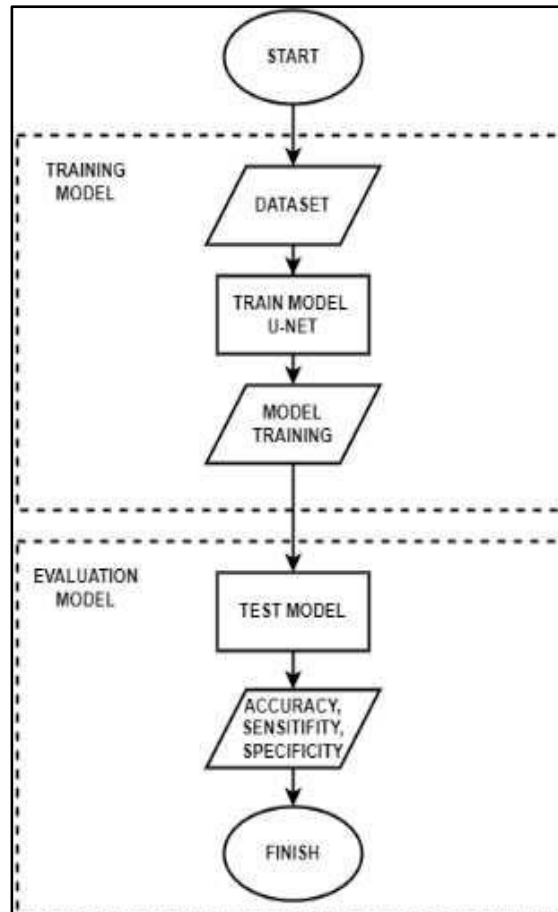 START
TRAINING
MODEL
DATASET
TRAIN MODEL
U-NET
MODEL
TRAINING
EVALUATION
MODEL
TEST MODEL
ACCURACY,
SENSITIFITY,
SPECIFICITY
FINISH